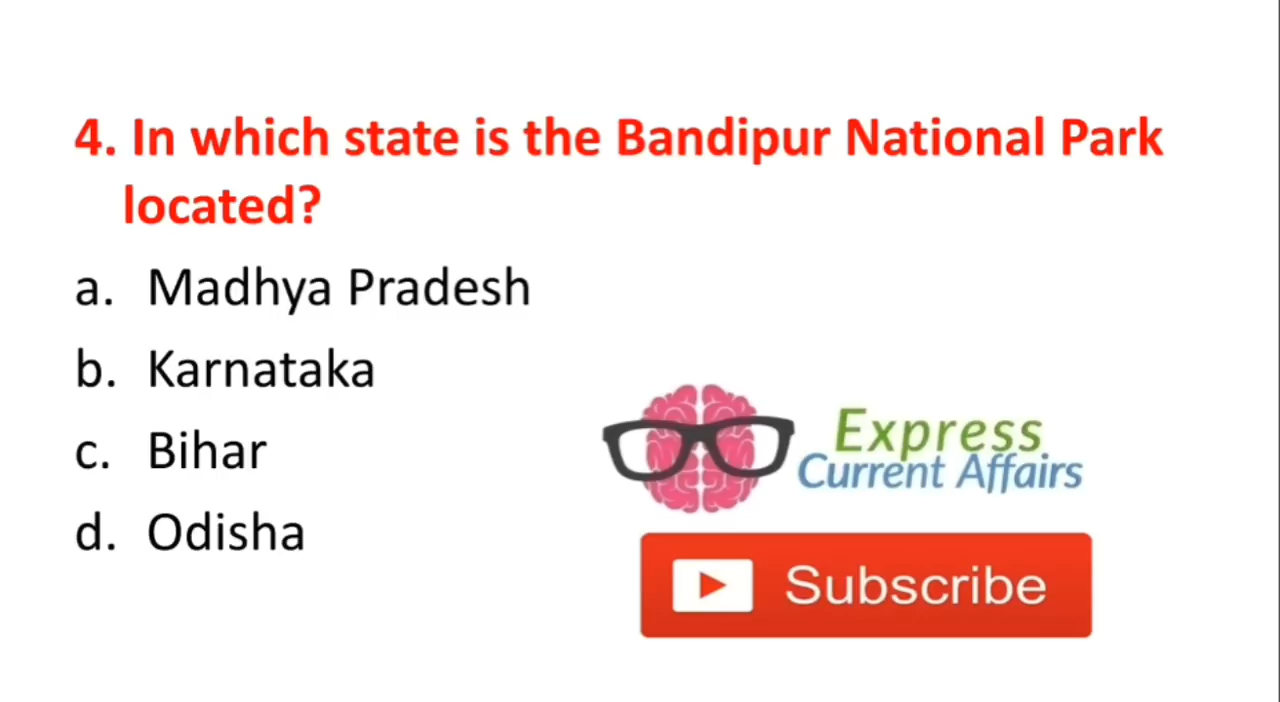 4. In which state is the Bandipur National Park
located?
a. Madhya Pradesh
b. Karnataka
c. Bihar
d. Odisha
Express
Current Affairs
Subscribe